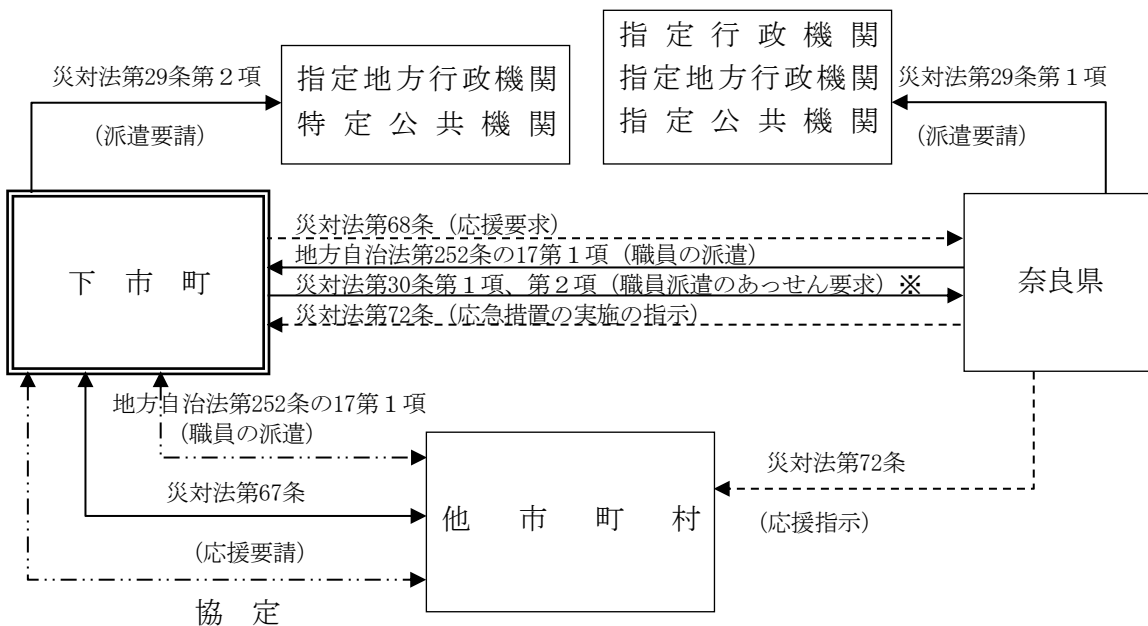 指定行政機関
指定地方行政機関
指定公共機関
災対法第29条第２項
(派遣要請)
指定地方行政機関
特定公共機関
災対法第29条第１項
(派遣要請)
下市町
災対法第68条（応援要求）
地方自治法第252条の17第１項（職員の派遣）
災対法第30条第１項、第２項（職員派遣のあっせん要求）※
災対法第72条（応急措置の実施の指示）
奈良県
地方自治法第252条の17第１項
(職員の派遣)
災対法第67条
(応援要請)
協定
他市町村
災対法第72条
(応援指示)